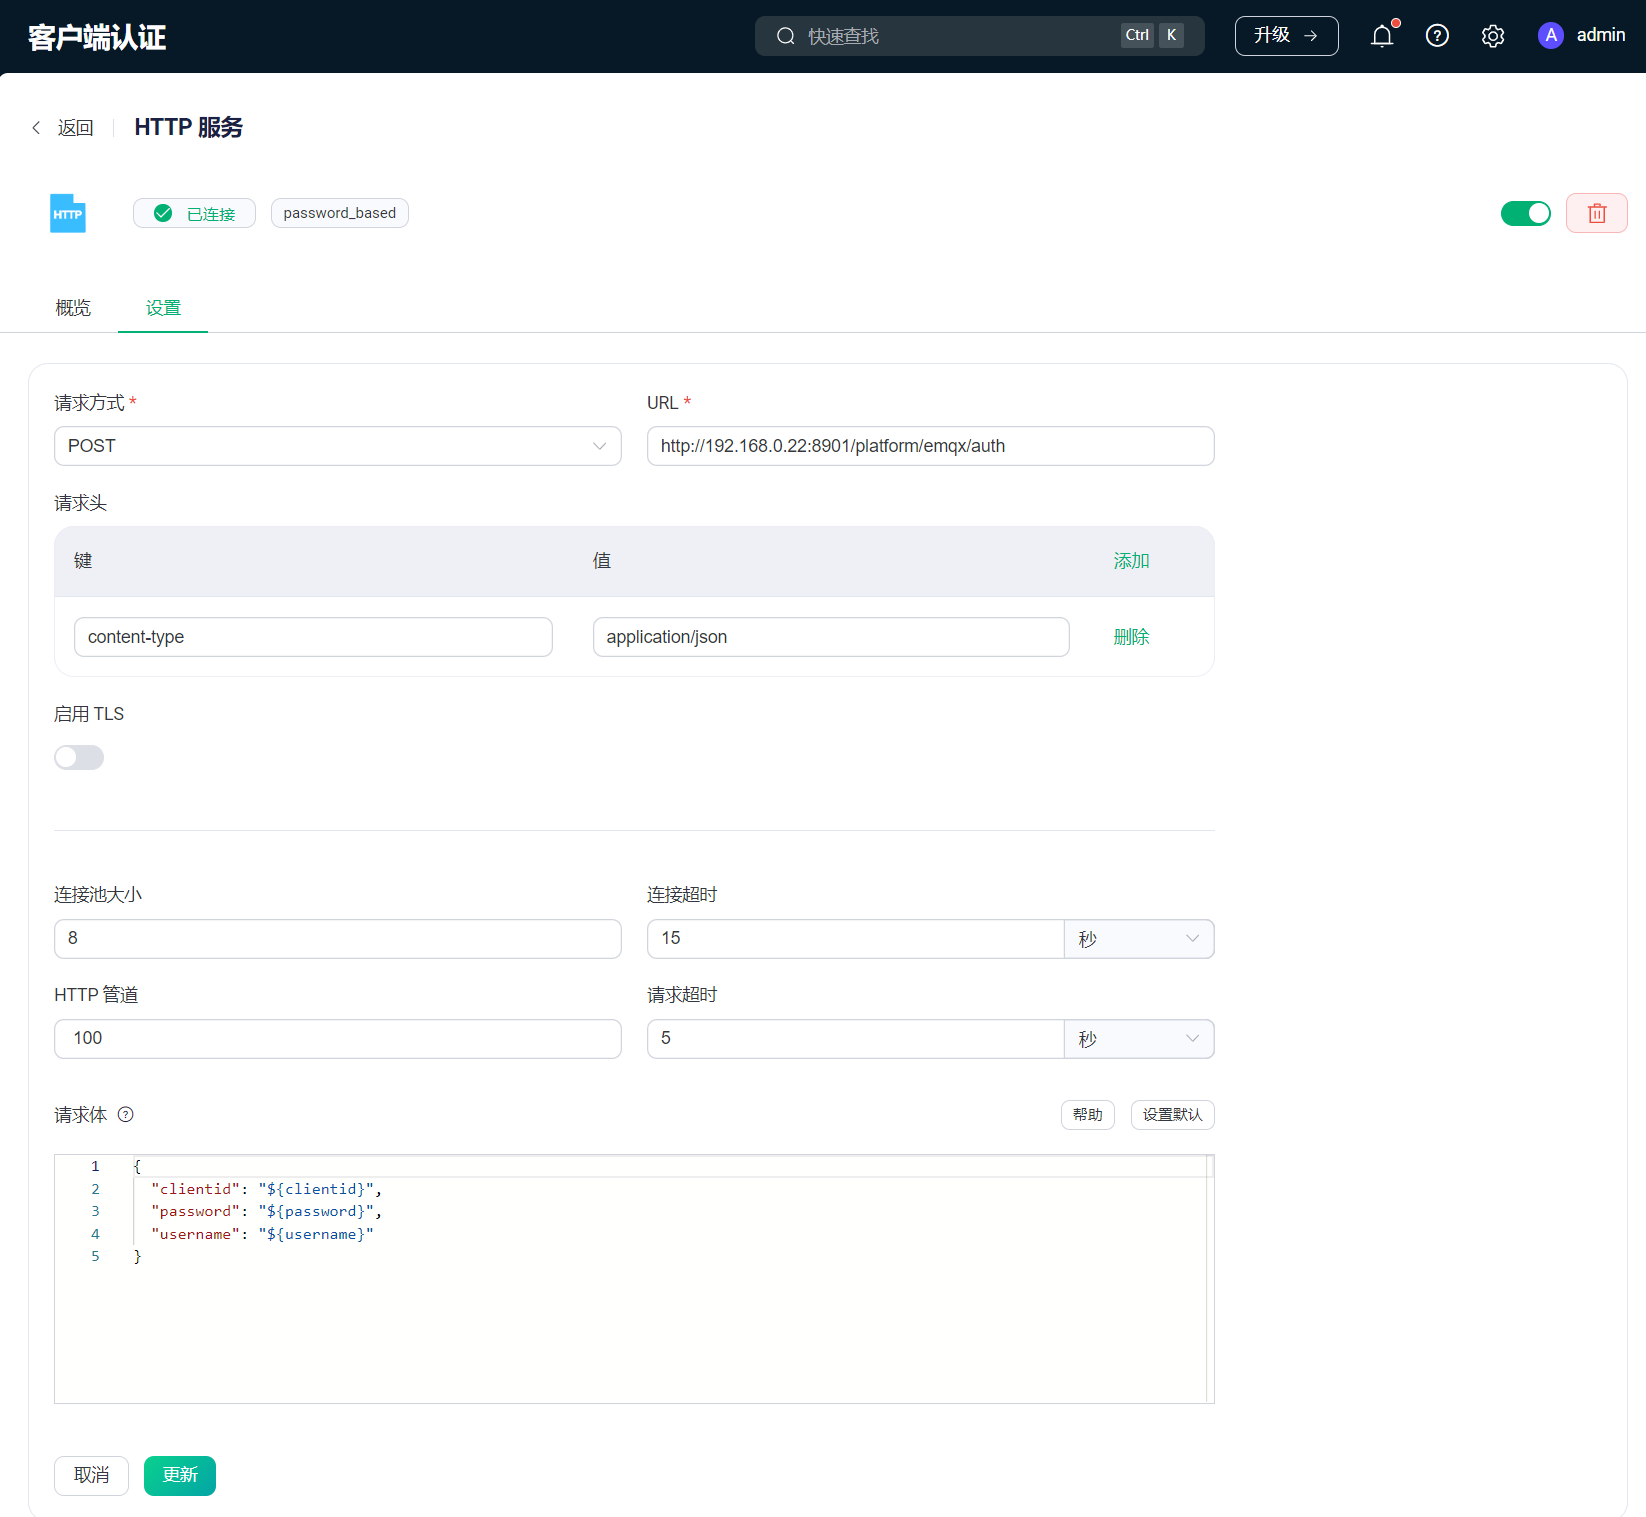 客户端认证
快速查找
Ctrl K
升级
A admin
返回
HTTP 服务
HTTP
已连接
password_based
概览
设置
请求方式 *
URL *
POST
http://192.168.0.22:8901/platform/emqx/auth
请求头
键
值
添加
content-type
application/json
删除
启用 TLS
连接池大小
连接超时
8
15
秒
HTTP 管道
请求超时
100
5
秒
请求体
帮助
设置默认
1 {
2 "clientid": "${clientid}",
3 "password": "${password}",
4 "username": "${username}"
5 }
取消
更新